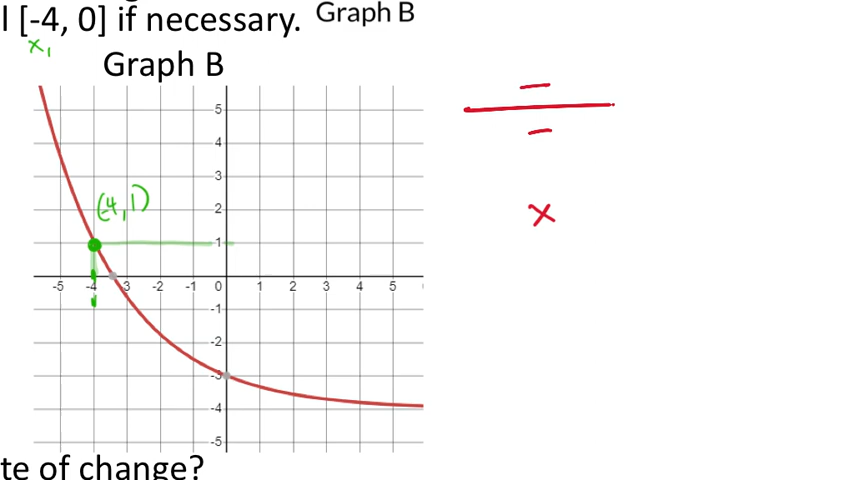 l [-4, 0] if necessary. Graph B
x₁
Graph B
5
4
3
2
1
-5 -4 -3 -2 -1 0 1 2 3 4 5
-1
-2
-3
-4
-5
(-4,1)
–
–
x
te of change?